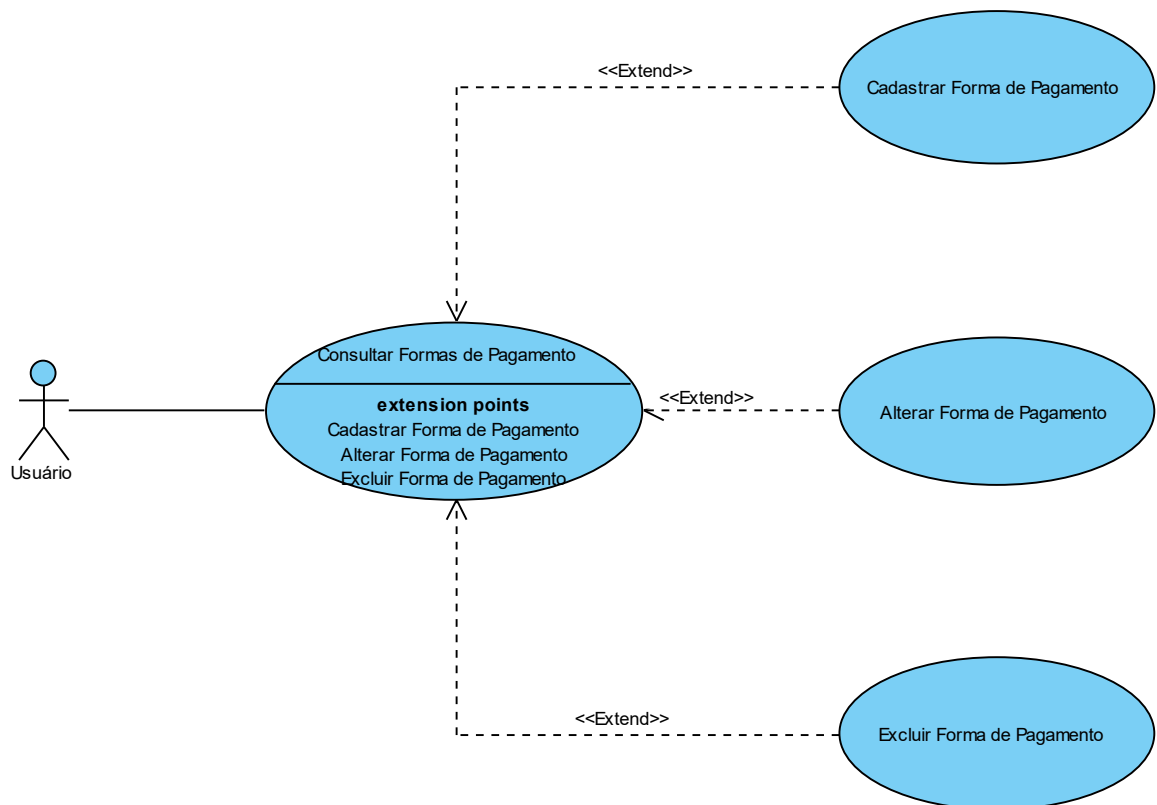 <<Extend>>
Cadastrar Forma de Pagamento
Consultar Formas de Pagamento
extension points
Cadastrar Forma de Pagamento
Alterar Forma de Pagamento
Excluir Forma de Pagamento
<<Extend>>
Alterar Forma de Pagamento
Usuário
<<Extend>>
Excluir Forma de Pagamento